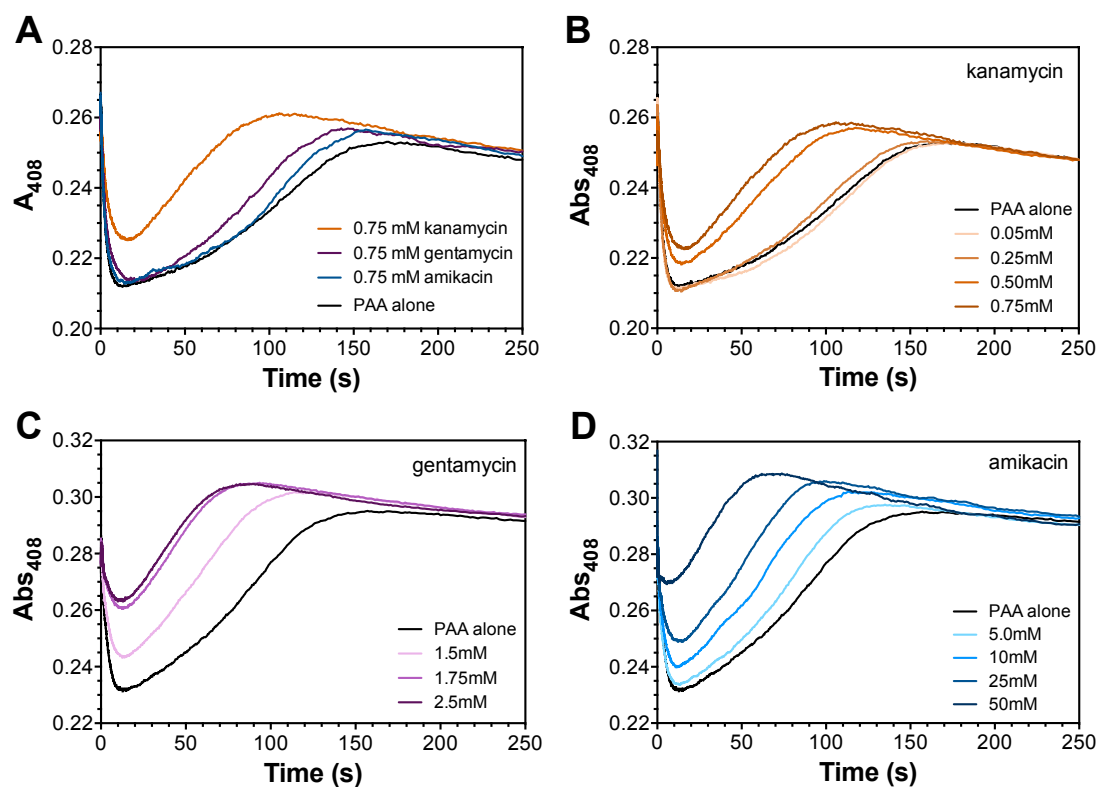 A
A408
0.28
0.26
0.24
0.22
0.20
0 50 100 150 200 250
Time (s)
0.75 mM kanamycin
0.75 mM gentamycin
0.75 mM amikacin
PAA alone
B
Abs408
0.28
0.26
0.24
0.22
0.20
0 50 100 150 200 250
Time (s)
kanamycin
PAA alone
0.05mM
0.25mM
0.50mM
0.75mM
C
Abs408
0.32
0.30
0.28
0.26
0.24
0.22
0 50 100 150 200 250
Time (s)
gentamycin
PAA alone
1.5mM
1.75mM
2.5mM
D
Abs408
0.32
0.30
0.28
0.26
0.24
0.22
0 50 100 150 200 250
Time (s)
amikacin
PAA alone
5.0mM
10mM
25mM
50mM